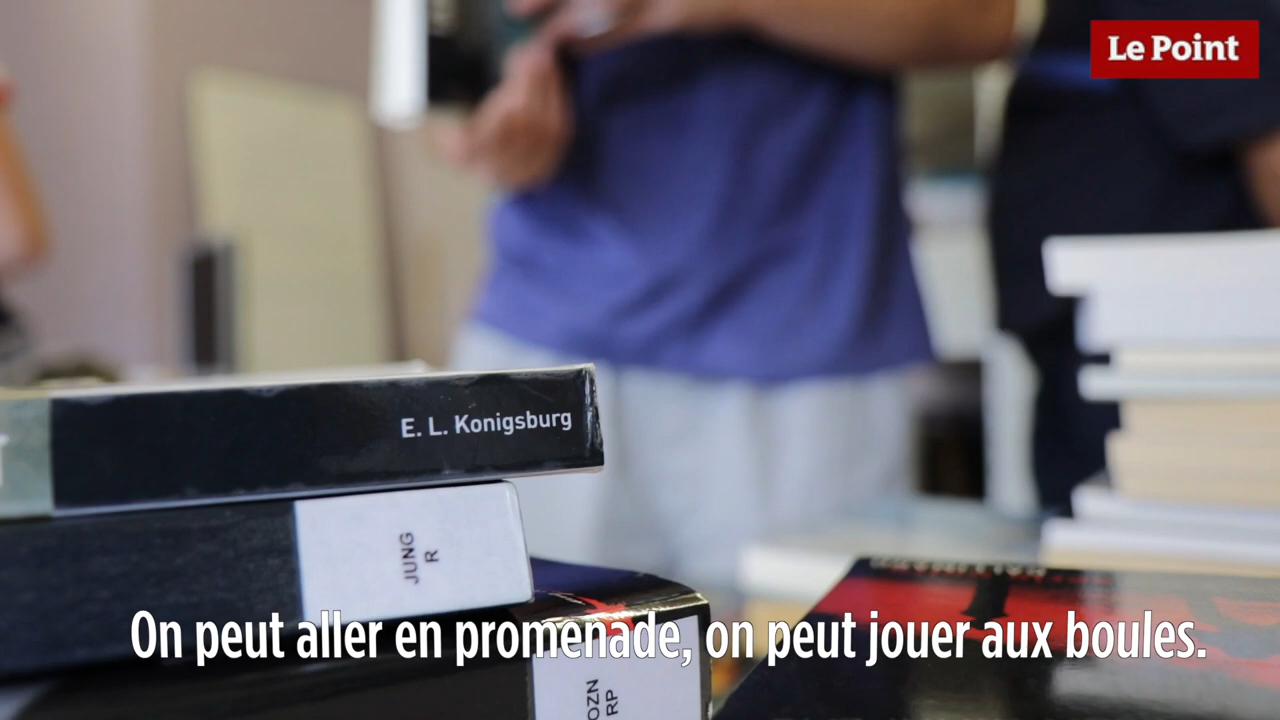 Le Point
E. L. Konigsburg
JUNG
R
On peut aller en promenade, on peut jouer aux boules.
OZN
RP